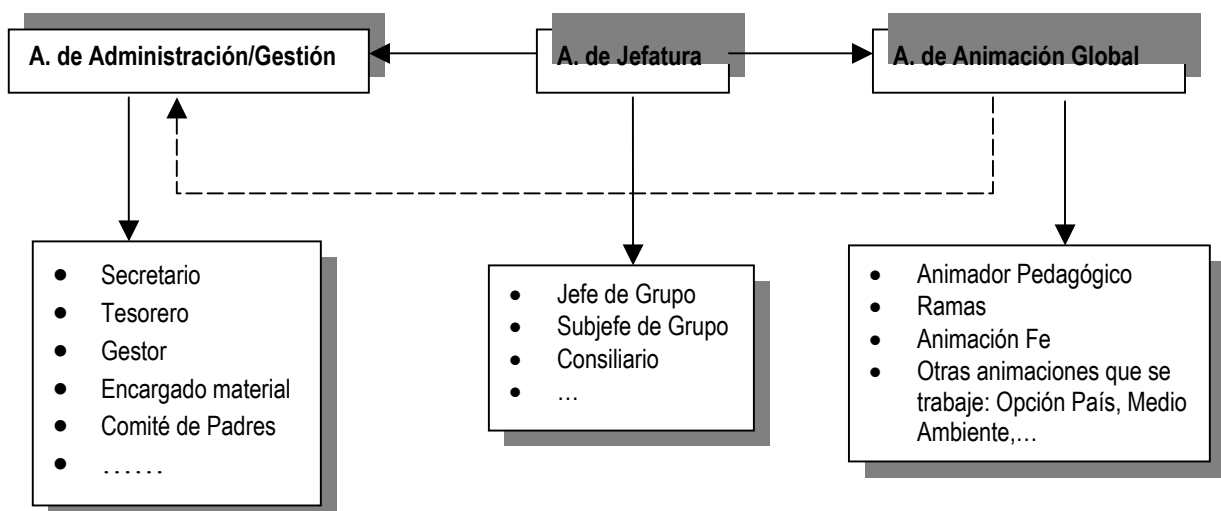 A. de Administración/Gestión
A. de Jefatura
A. de Animación Global
• Secretario
• Tesorero
• Gestor
• Encargado material
• Comité de Padres
• ......
• Jefe de Grupo
• Subjefe de Grupo
• Consiliario
• …
• Animador Pedagógico
• Ramas
• Animación Fe
• Otras animaciones que se
trabaje: Opción País, Medio
Ambiente,…